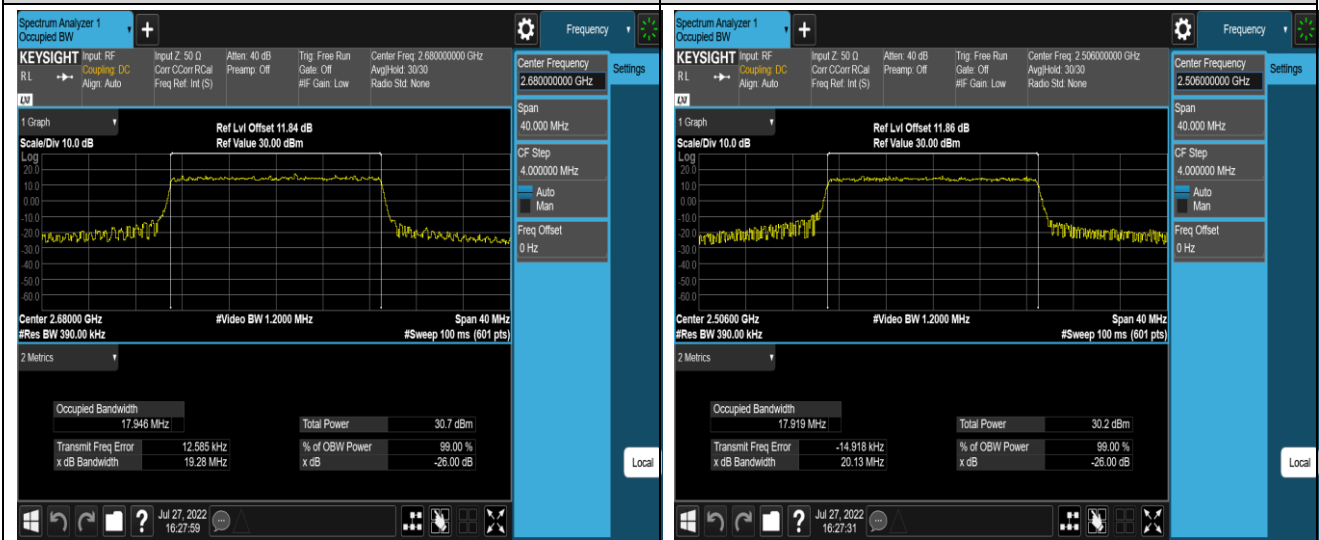 Spectrum Analyzer 1
Occupied BW
+
Frequency
KEYSIGHT
Input: RF
Input Z: 50 Ω
Atten: 40 dB
Trig: Free Run
Center Freq: 2.680000000 GHz
RL
Coupling: DC
Corr CCorr RCal
Preamp: Off
Gate: Off
Avg|Hold: 30/30
Align: Auto
Freq Ref: Int (S)
#IF Gain: Low
Radio Std: None
LXI
Center Frequency
2.680000000 GHz
Settings
Span
40.000 MHz
CF Step
4.000000 MHz
Auto
Man
Freq Offset
0 Hz
Local
1 Graph
Ref Lvl Offset 11.84 dB
Scale/Div 10.0 dB
Ref Value 30.00 dBm
Log
20.0
10.0
0.00
-10.0
-20.0
-30.0
-40.0
-50.0
-60.0
Center 2.68000 GHz
#Video BW 1.2000 MHz
Span 40 MHz
#Res BW 390.00 kHz
#Sweep 100 ms (601 pts)
2 Metrics
Occupied Bandwidth
17.946 MHz
Total Power 30.7 dBm
Transmit Freq Error 12.585 kHz
% of OBW Power 99.00 %
x dB Bandwidth 19.28 MHz
x dB -26.00 dB
?
Jul 27, 2022
16:27:59
Spectrum Analyzer 1
Occupied BW
+
Frequency
KEYSIGHT
Input: RF
Input Z: 50 Ω
Atten: 40 dB
Trig: Free Run
Center Freq: 2.506000000 GHz
RL
Coupling: DC
Corr CCorr RCal
Preamp: Off
Gate: Off
Avg|Hold: 30/30
Align: Auto
Freq Ref: Int (S)
#IF Gain: Low
Radio Std: None
LXI
Center Frequency
2.506000000 GHz
Settings
Span
40.000 MHz
CF Step
4.000000 MHz
Auto
Man
Freq Offset
0 Hz
Local
1 Graph
Ref Lvl Offset 11.86 dB
Scale/Div 10.0 dB
Ref Value 30.00 dBm
Log
20.0
10.0
0.00
-10.0
-20.0
-30.0
-40.0
-50.0
-60.0
Center 2.50600 GHz
#Video BW 1.2000 MHz
Span 40 MHz
#Res BW 390.00 kHz
#Sweep 100 ms (601 pts)
2 Metrics
Occupied Bandwidth
17.919 MHz
Total Power 30.2 dBm
Transmit Freq Error -14.918 kHz
% of OBW Power 99.00 %
x dB Bandwidth 20.13 MHz
x dB -26.00 dB
?
Jul 27, 2022
16:27:31